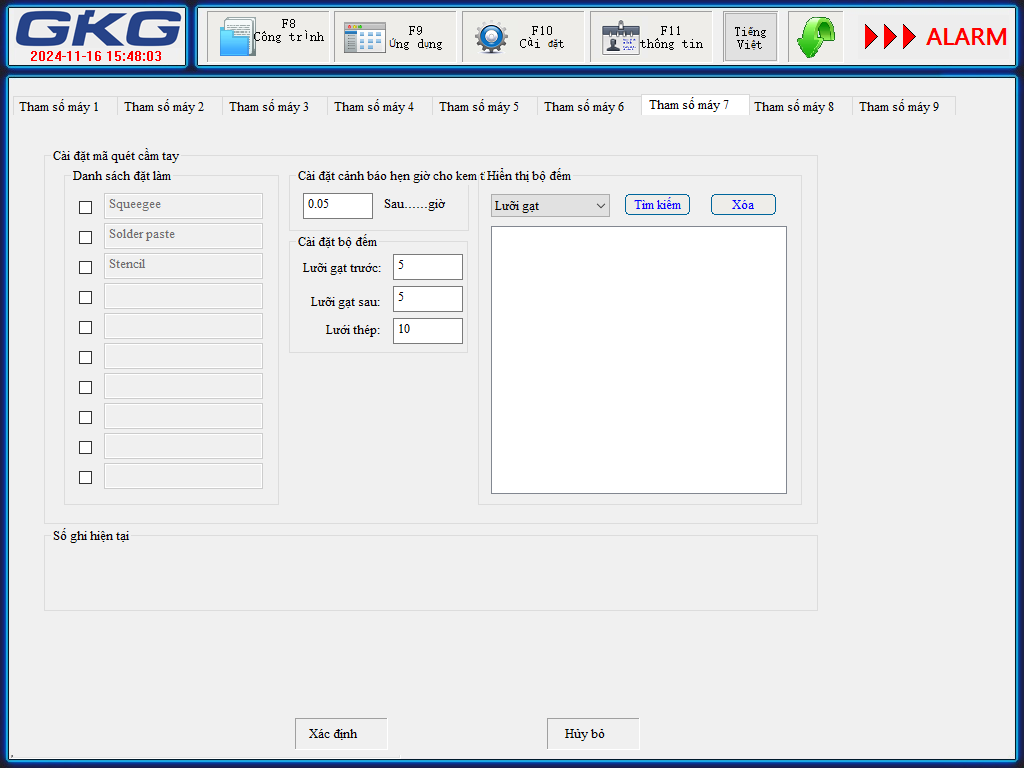 GKG
2024-11-16 15:48:03
F8
Công trình
F9
Ứng dụng
F10
Cài đặt
F11
thông tin
Tiếng
Việt
ALARM
Tham số máy 1
Tham số máy 2
Tham số máy 3
Tham số máy 4
Tham số máy 5
Tham số máy 6
Tham số máy 7
Tham số máy 8
Tham số máy 9
Cài đặt mã quét cầm tay
Danh sách đặt làm
Squeegee
Solder paste
Stencil
Cài đặt cảnh báo hẹn giờ cho kem t
0.05
Sau......giờ
Cài đặt bộ đếm
Lưỡi gạt trước:
5
Lưỡi gạt sau:
5
Lưới thép:
10
Hiển thị bộ đếm
Lưỡi gạt
Tìm kiếm
Xóa
Số ghi hiện tại
Xác định
Hủy bỏ